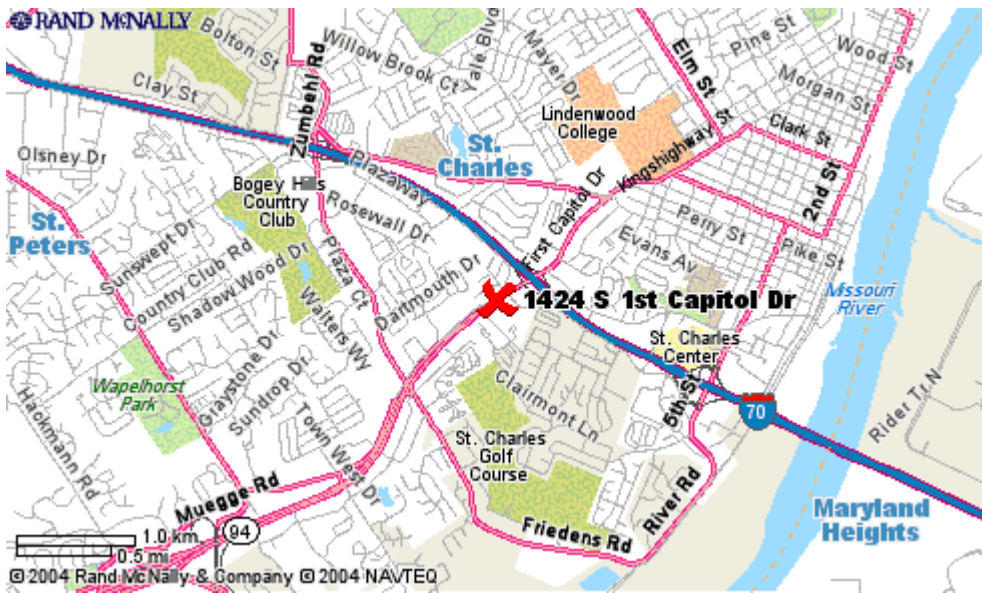 RAND McNALLY
Bolton St
Zumbehl Rd
Willow Brook Ct
Yale Blvd
Mayer Dr
Elm St
Pine St
Wood St
Clay St
Morgan St
Lindenwood
College
Clark St
Kingshighway St
Olsney Dr
St.
Charles
Plazaway
2nd St
Bogey Hills
Country
Club
Rosewall Dr
First Capitol Dr
Perry St
St.
Peters
Sunswept Dr
Country Club Rd
Shadow Wood Dr
Plaza Ct
Dartmouth Dr
Evans Av
Pike St
Walters Wy
1424 S 1st Capitol Dr
Missouri
River
St. Charles
Center
Wapelhorst
Park
Graystone Dr
Sundrop Dr
Clairmont Ln
5th St
70
Rider Tr N
Hackmann Rd
Town West Dr
St. Charles
Golf
Course
Muegge Rd
River Rd
Maryland
Heights
94
Friedens Rd
1.0 km
0.5 mi
© 2004 Rand McNally & Company © 2004 NAVTEQ